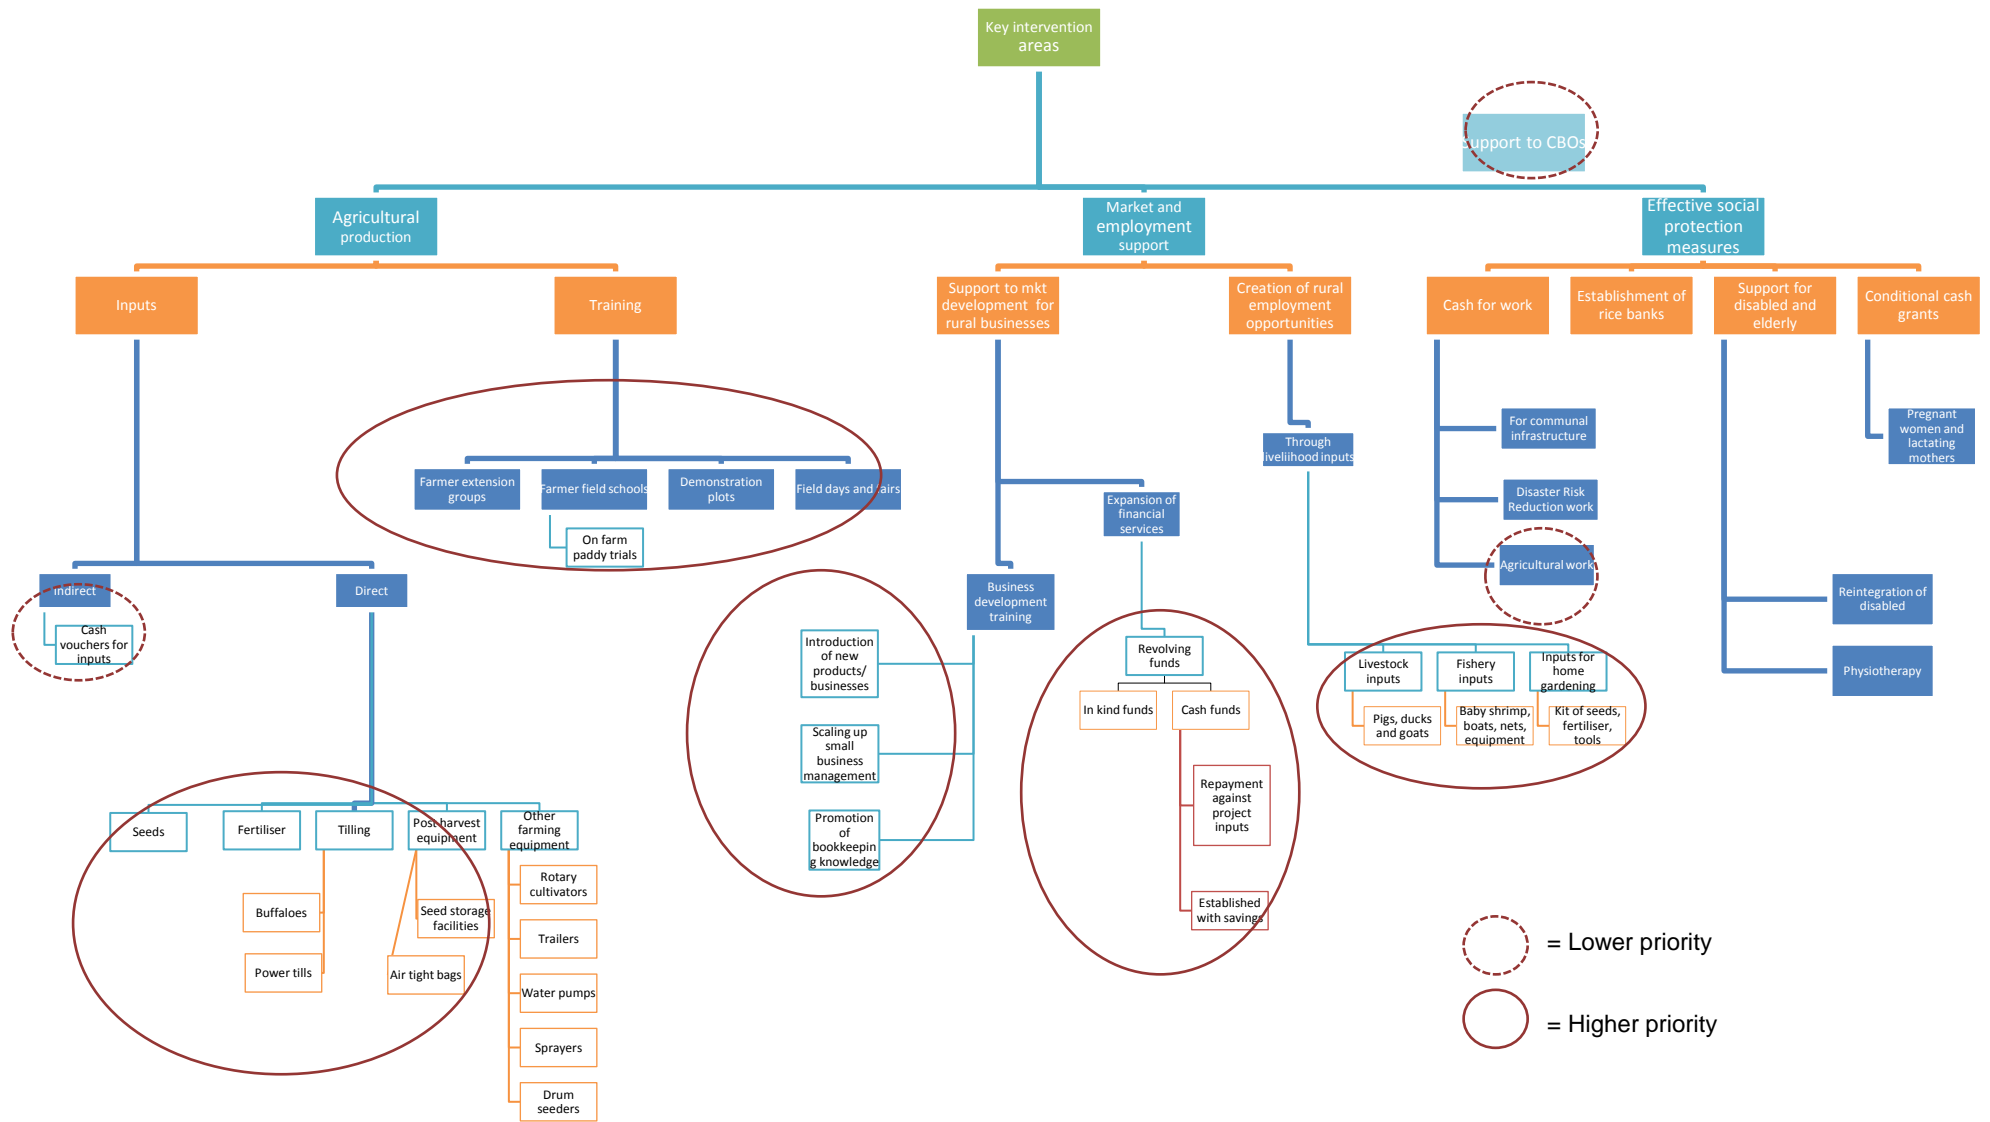 Key intervention
areas
Support to CBOs
Agricultural
production
Market and
employment
support
Effective social
protection
measures
Inputs
Training
Support to mkt
development for
rural businesses
Creation of rural
employment
opportunities
Cash for work
Establishment of
rice banks
Support for
disabled and
elderly
Conditional cash
grants
For communal
infrastructure
Pregnant
women and
lactating
mothers
Through
liveliihood inputs
Farmer extension
groups
Farmer field schools
Demonstration
plots
Field days and fairs
Disaster Risk
Reduction work
Expansion of
financial
services
On farm
paddy trials
Agricultural work
Indirect
Direct
Business
development
training
Reintegration of
disabled
Cash
vouchers for
inputs
Introduction
of new
products/
businesses
Revolving
funds
Livestock
inputs
Fishery
inputs
Inputs for
home
gardening
Physiotherapy
In kind funds
Cash funds
Pigs, ducks
and goats
Baby shrimp,
boats, nets,
equipment
Kit of seeds,
fertiliser,
tools
Scaling up
small
business
management
Repayment
against
project
inputs
Seeds
Fertiliser
Tilling
Post harvest
equipment
Other
farming
equipment
Promotion
of
bookkeepin
g knowledge
Rotary
cultivators
Buffaloes
Seed storage
facilities
Established
with savings
Trailers
= Lower priority
Power tills
Air tight bags
Water pumps
= Higher priority
Sprayers
Drum
seeders